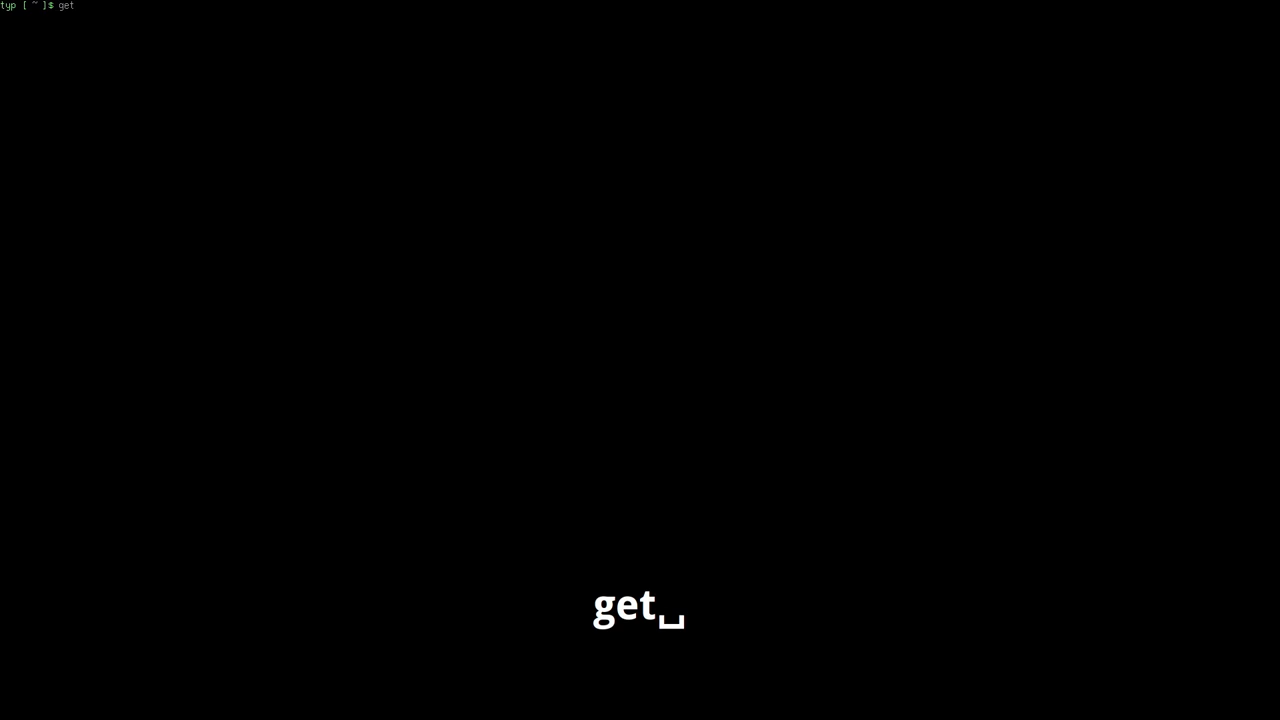 typ [ ~ ]$ get
get␣